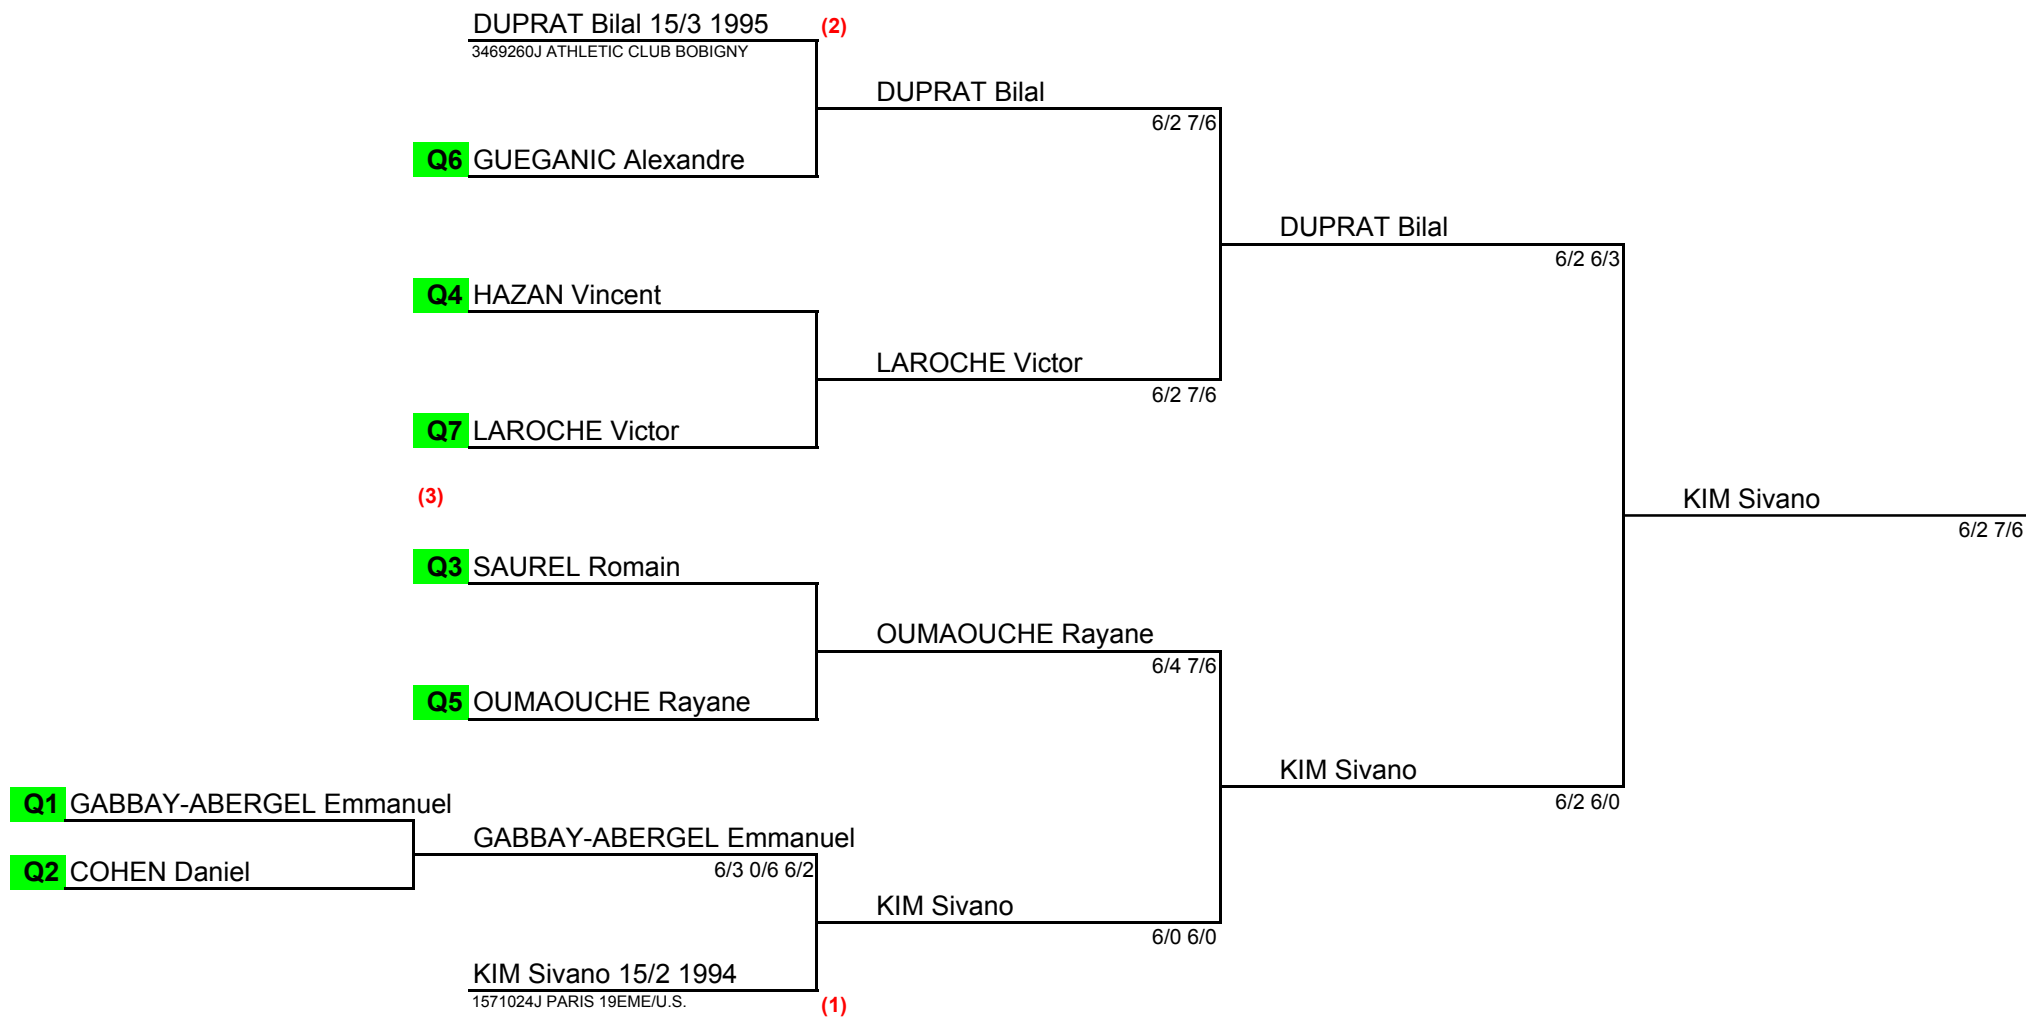 DUPRAT Bilal 15/3 1995 (2)
3469260J ATHLETIC CLUB BOBIGNY
DUPRAT Bilal
6/2 7/6
Q6 GUEGANIC Alexandre
DUPRAT Bilal
6/2 6/3
Q4 HAZAN Vincent
LAROCHE Victor
6/2 7/6
Q7 LAROCHE Victor
(3)
KIM Sivano
6/2 7/6
Q3 SAUREL Romain
OUMAOUCHE Rayane
6/4 7/6
Q5 OUMAOUCHE Rayane
KIM Sivano
6/2 6/0
Q1 GABBAY-ABERGEL Emmanuel
GABBAY-ABERGEL Emmanuel
6/3 0/6 6/2
Q2 COHEN Daniel
KIM Sivano
6/0 6/0
KIM Sivano 15/2 1994
1571024J PARIS 19EME/U.S. (1)